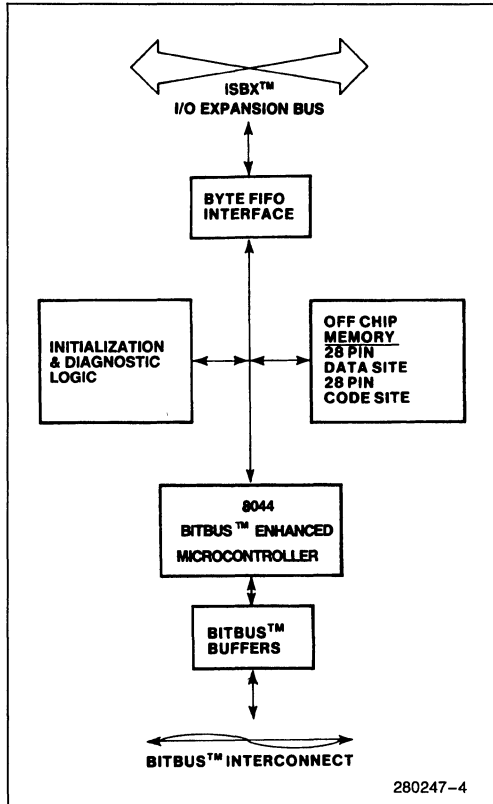 iSBX™
I/O EXPANSION BUS
BYTE FIFO
INTERFACE
INITIALIZATION
& DIAGNOSTIC
LOGIC
OFF CHIP
MEMORY
28 PIN
DATA SITE
28 PIN
CODE SITE
8044
BITBUS™ ENHANCED
MICROCONTROLLER
BITBUS™
BUFFERS
BITBUS™ INTERCONNECT
280247-4